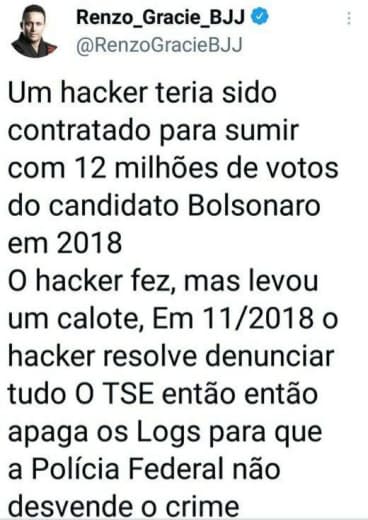 Renzo_Gracie_BJJ
@RenzoGracieBJJ
Um hacker teria sido
contratado para sumir
com 12 milhões de votos
do candidato Bolsonaro
em 2018
O hacker fez, mas levou
um calote, Em 11/2018 o
hacker resolve denunciar
tudo O TSE então então
apaga os Logs para que
a Polícia Federal não
desvende o crime